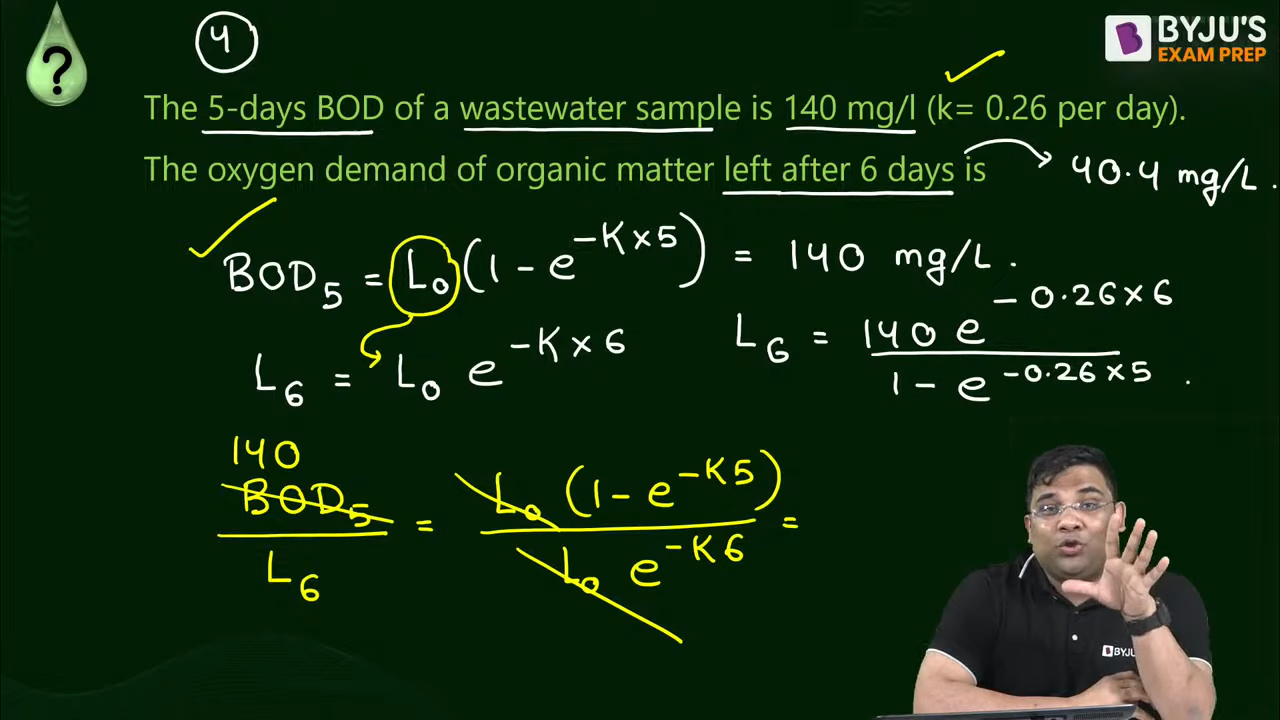 4
BYJU'S
EXAM PREP
?
The 5-days BOD of a wastewater sample is 140 mg/l (k= 0.26 per day).
The oxygen demand of organic matter left after 6 days is
40.4 mg/L.
BOD₅ = L₀(1 - e^(-K×5)) = 140 mg/L.
L₆ = L₀ e^(-K×6)
L₆ = 140 e^(-0.26×6) / 1 - e^(-0.26×5) .
140
BOD₅ / L₆ = L₀ (1 - e^(-K5)) / L₀ e^(-K6) =
BYJU